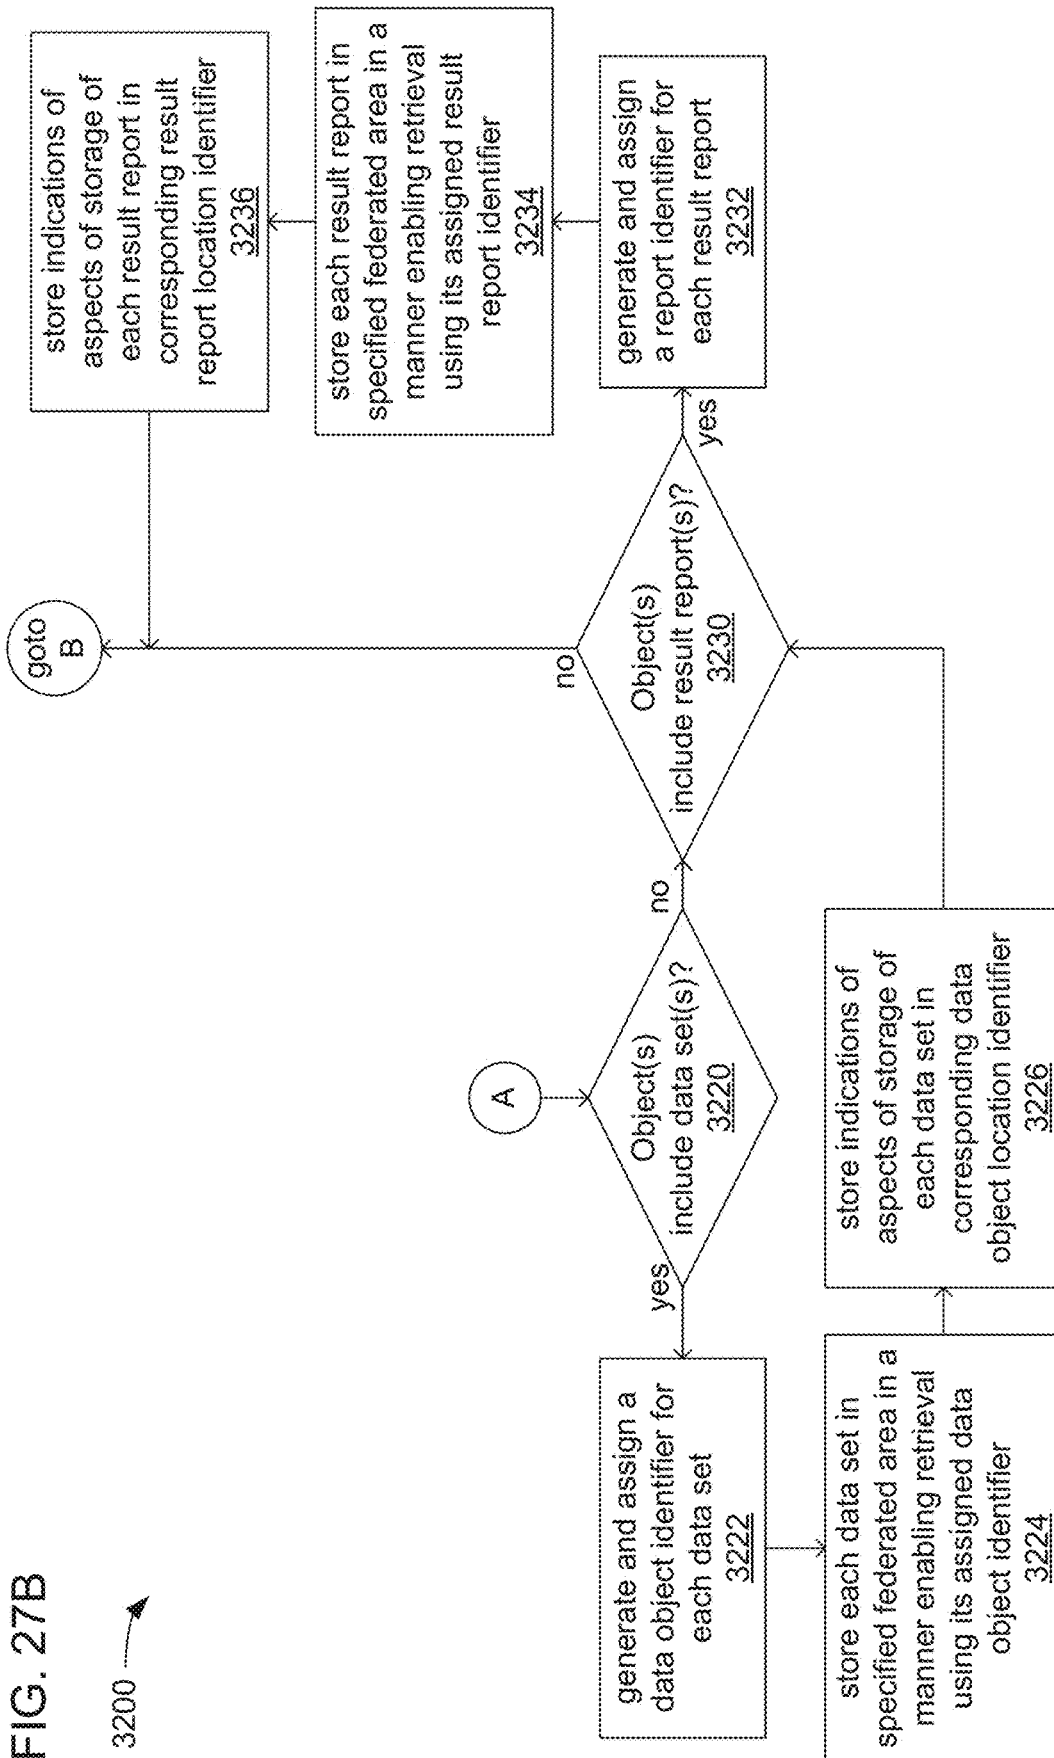 FIG. 27B
3200
A
Object(s)
include data set(s)?
3220
yes
no
generate and assign a
data object identifier for
each data set
3222
store each data set in
specified federated area in a
manner enabling retrieval
using its assigned data
object identifier
3224
store indications of
aspects of storage of
each data set in
corresponding data
object location identifier
3226
Object(s)
include result report(s)?
3230
no
yes
generate and assign
a report identifier for
each result report
3232
store each result report in
specified federated area in a
manner enabling retrieval
using its assigned result
report identifier
3234
store indications of
aspects of storage of
each result report in
corresponding result
report location identifier
3236
goto
B